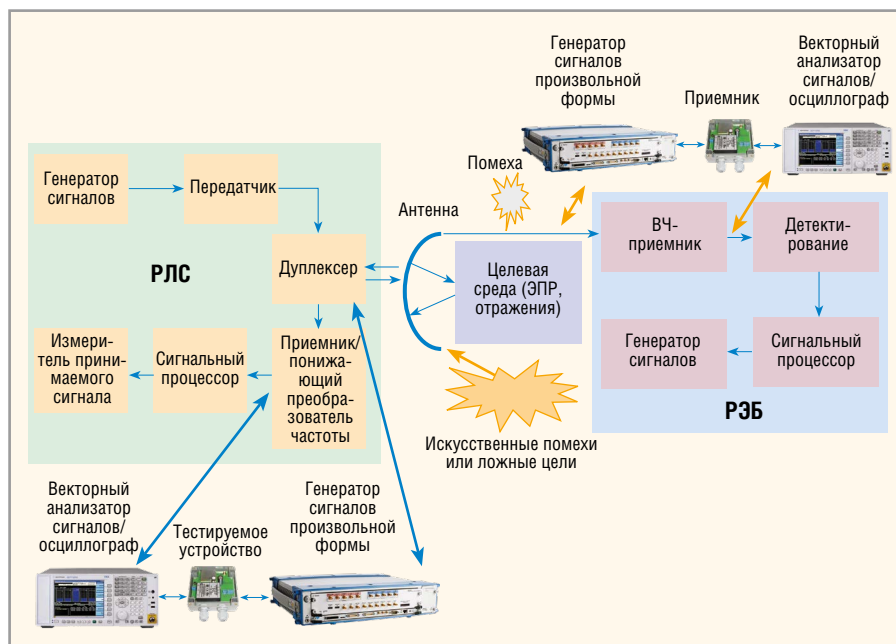 Генератор
сигналов
произвольной
формы
Приемник
Векторный
анализатор
сигналов/
осциллограф
Помеха
Антенна
Генератор
сигналов
Передатчик
Дуплексер
РЛС
Измери-
тель прини-
маемого
сигнала
Сигнальный
процессор
Приемник/
понижа-
ющий
преобра-
зователь
частоты
Целевая
среда (ЭПР,
отражения)
ВЧ-
приемник
Детекти-
рование
Генератор
сигналов
Сигнальный
процессор
РЭБ
Искусственные помехи
или ложные цели
Векторный
анализатор
сигналов/
осциллограф
Тестируемое
устройство
Генератор
сигналов
произвольной
формы